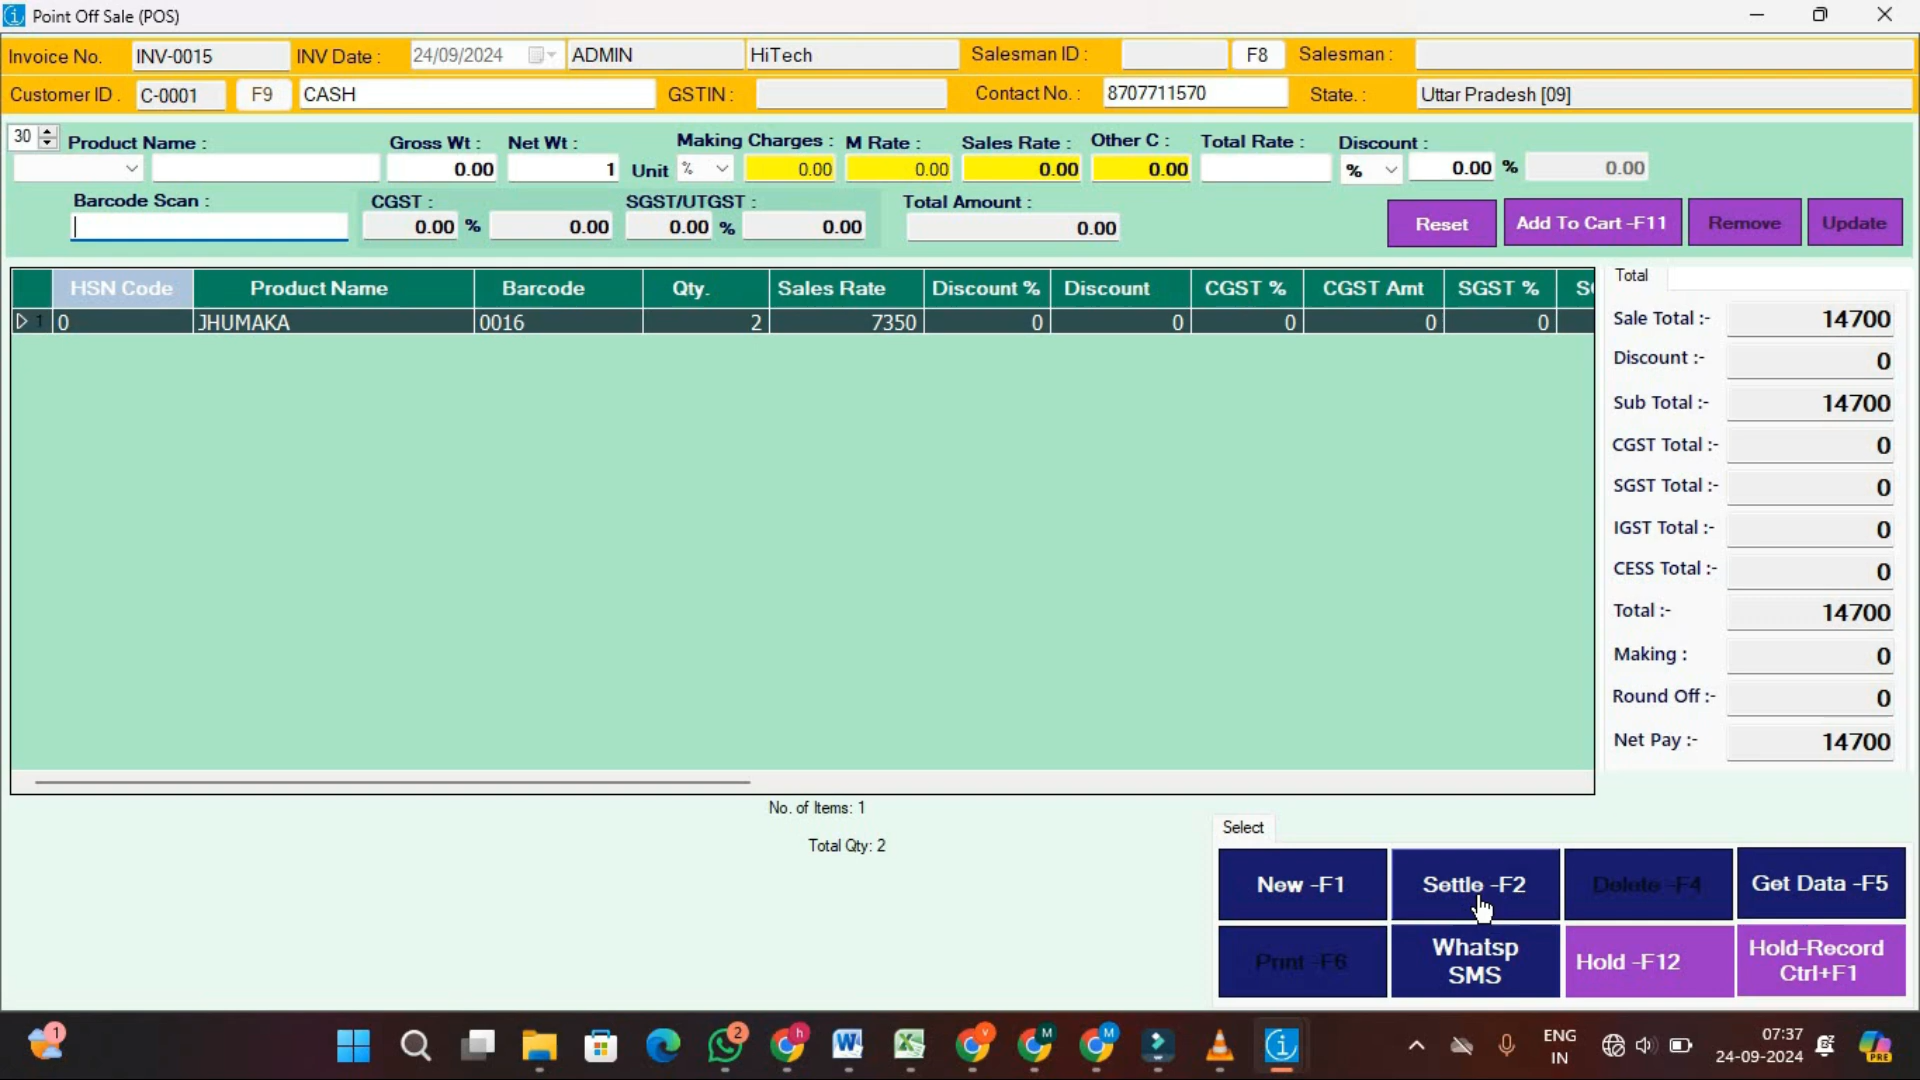 Point Off Sale (POS)
Invoice No. INV-0015 INV Date : 24/09/2024 ADMIN HiTech Salesman ID : F8 Salesman :
Customer ID . C-0001 F9 CASH GSTIN : Contact No. : 8707711570 State. : Uttar Pradesh [09]
30 Product Name : Gross Wt : Net Wt : Making Charges : M Rate : Sales Rate : Other C : Total Rate : Discount :
0.00 1 Unit % 0.00 0.00 0.00 0.00 % 0.00 % 0.00
Barcode Scan : CGST : SGST/UTGST : Total Amount :
0.00 % 0.00 0.00 % 0.00 0.00 Reset Add To Cart -F11 Remove Update
HSN Code Product Name Barcode Qty. Sales Rate Discount % Discount CGST % CGST Amt SGST %
1 0 JHUMAKA 0016 2 7350 0 0 0 0 0
Total
Sale Total :- 14700
Discount :- 0
Sub Total :- 14700
CGST Total :- 0
SGST Total :- 0
IGST Total :- 0
CESS Total :- 0
Total :- 14700
Making : 0
Round Off :- 0
Net Pay :- 14700
No. of Items: 1
Total Qty: 2
Select
New -F1 Settle -F2 Delete -F4 Get Data -F5
Print -F6 Whatsp SMS Hold -F12 Hold-Record Ctrl+F1
1 2 h V M M ENG IN 07:37 PRE
24-09-2024